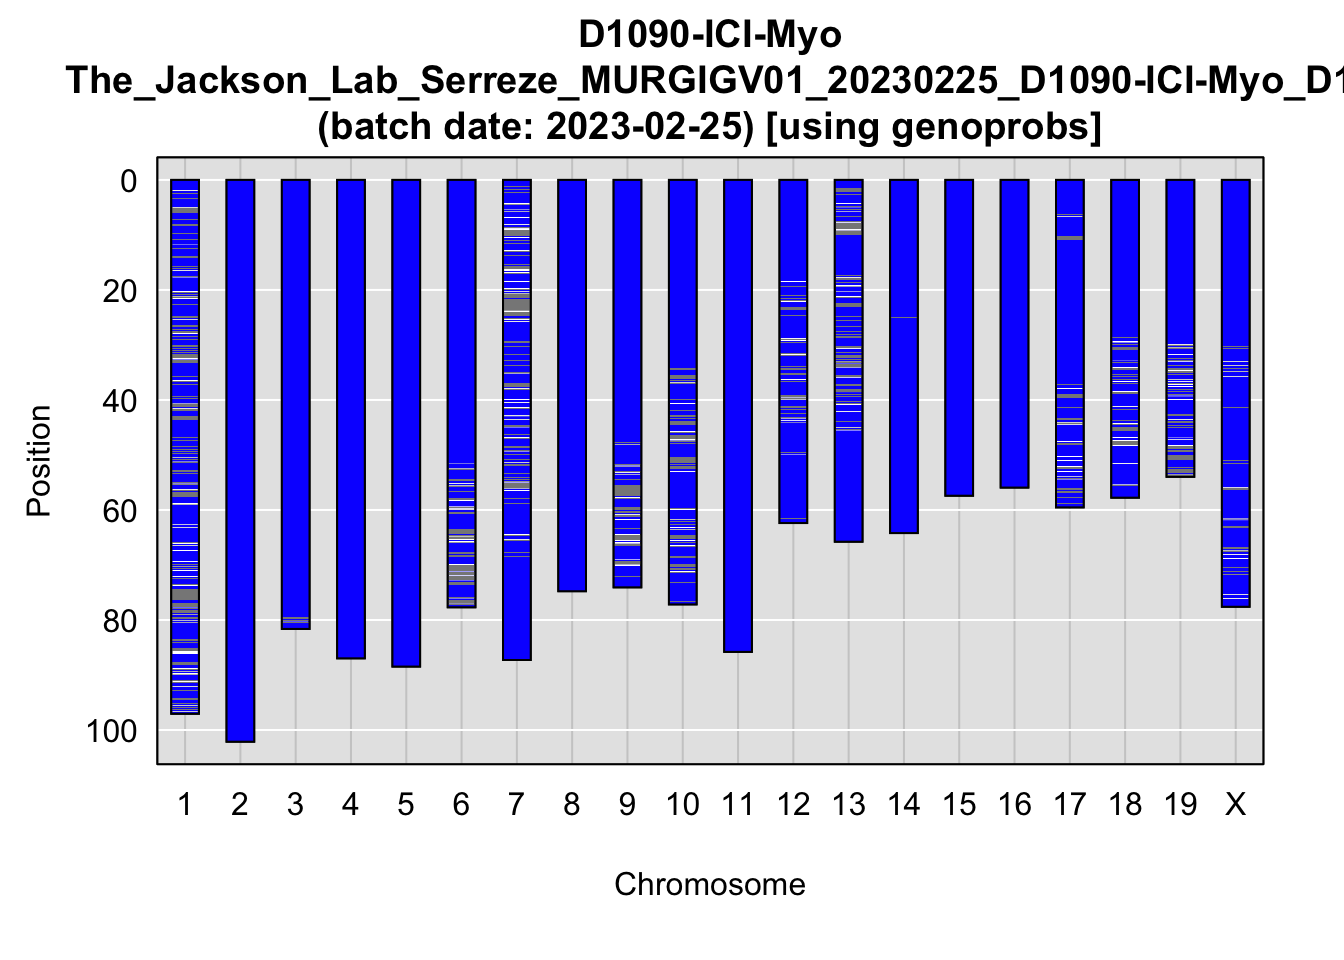 D1090-ICI-Myo
The_Jackson_Lab_Serreze_MURGIGV01_20230225_D1090-ICI-Myo_D1
(batch date: 2023-02-25) [using genoprobs]
0
20
40
60
80
100
Position
1 2 3 4 5 6 7 8 9 10 11 12 13 14 15 16 17 18 19 X
Chromosome